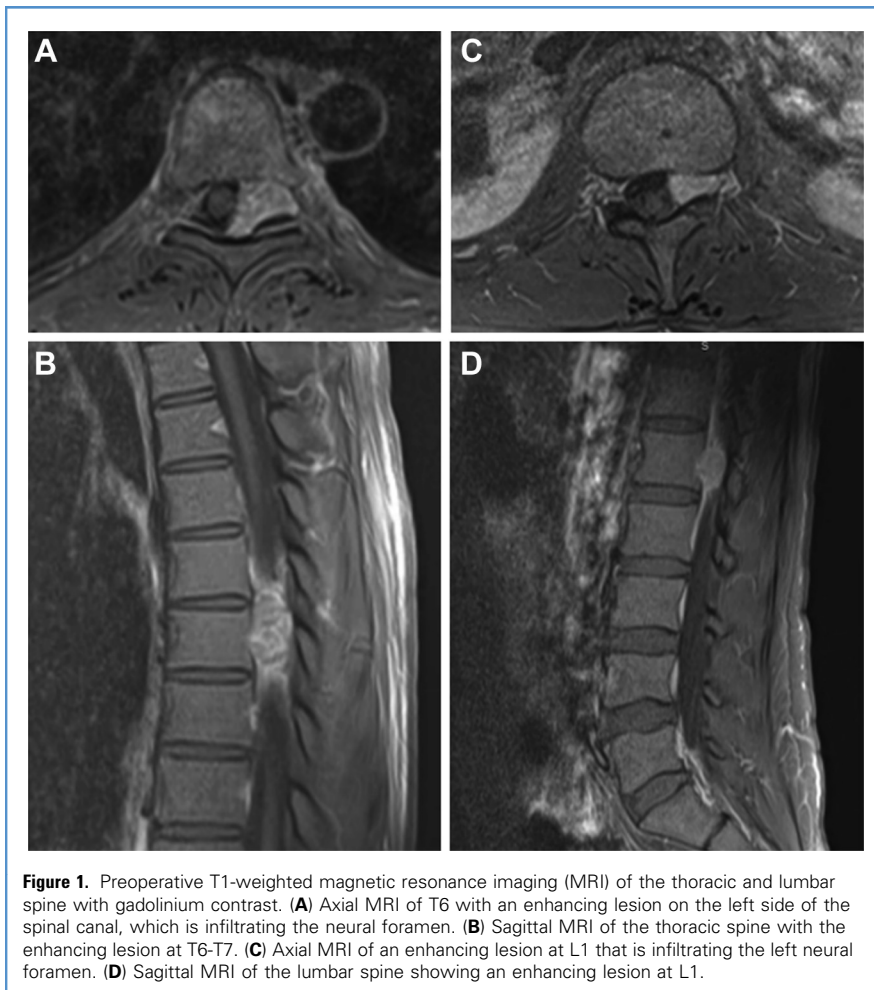 A
C
B
D
S
Figure 1. Preoperative T1-weighted magnetic resonance imaging (MRI) of the thoracic and lumbar
spine with gadolinium contrast. (A) Axial MRI of T6 with an enhancing lesion on the left side of the
spinal canal, which is infiltrating the neural foramen. (B) Sagittal MRI of the thoracic spine with the
enhancing lesion at T6-T7. (C) Axial MRI of an enhancing lesion at L1 that is infiltrating the left neural
foramen. (D) Sagittal MRI of the lumbar spine showing an enhancing lesion at L1.